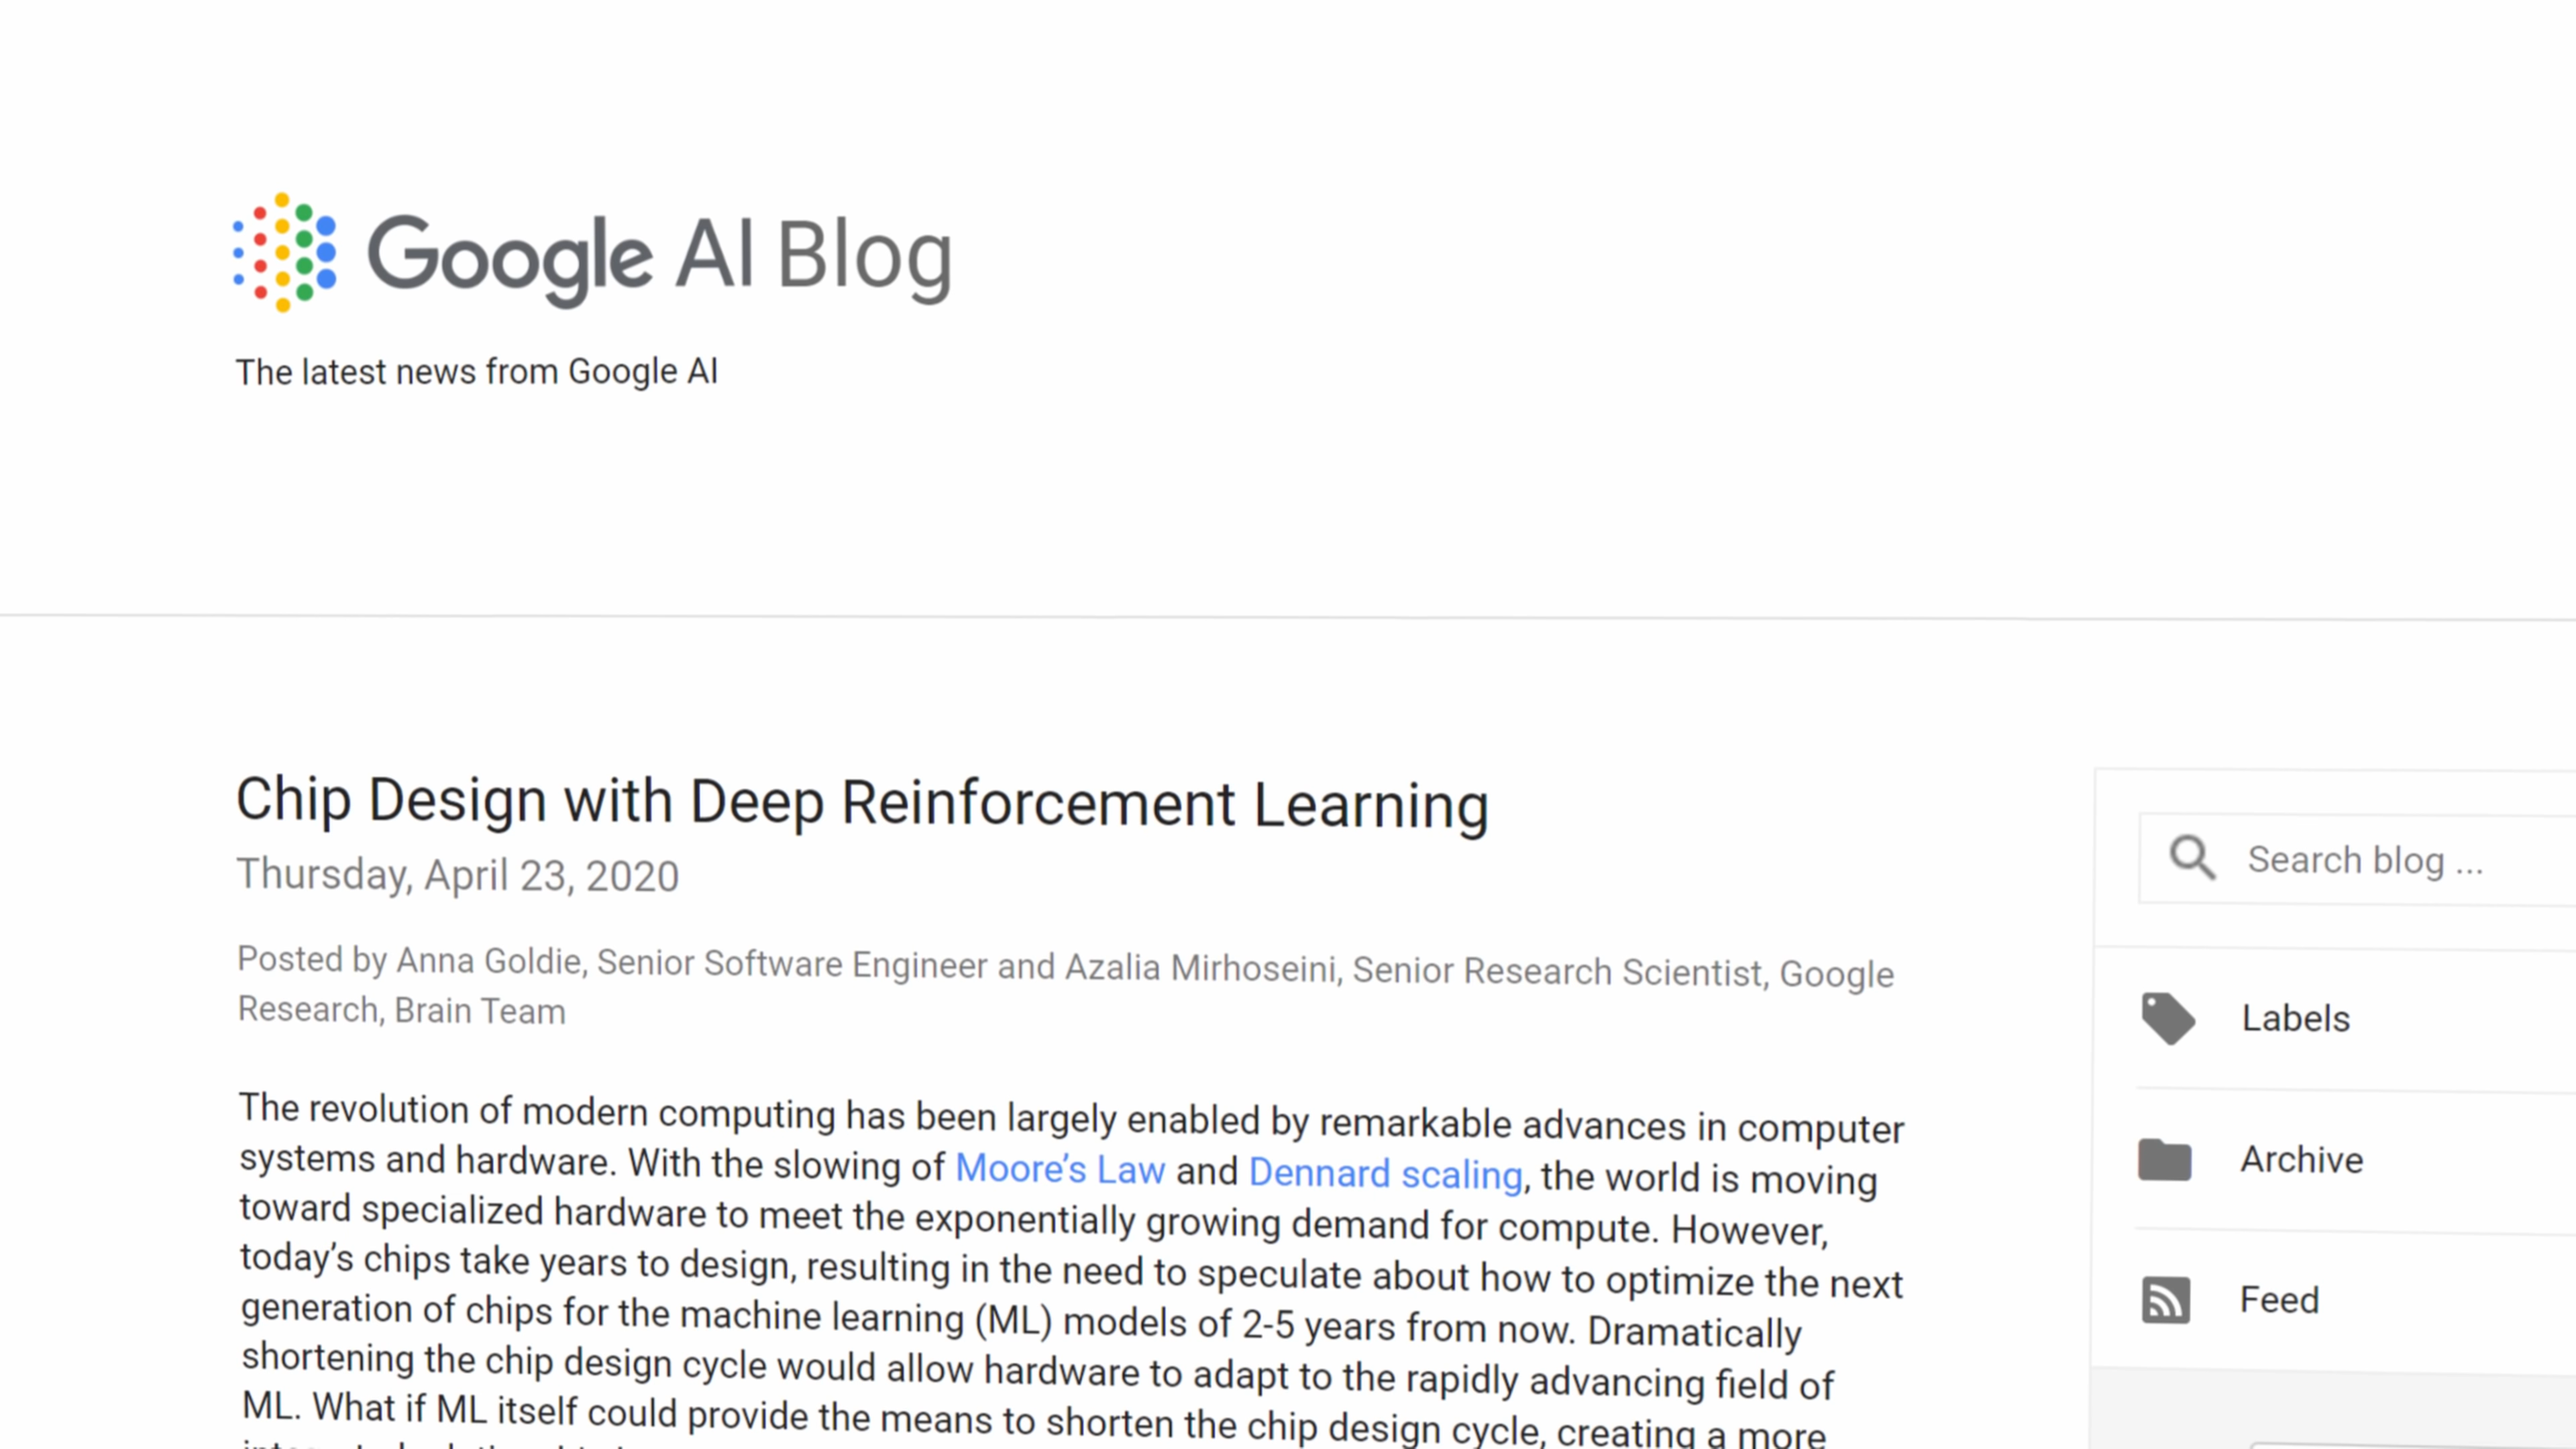 Google AI Blog
The latest news from Google AI
Chip Design with Deep Reinforcement Learning
Thursday, April 23, 2020
Posted by Anna Goldie, Senior Software Engineer and Azalia Mirhoseini, Senior Research Scientist, Google
Research, Brain Team
The revolution of modern computing has been largely enabled by remarkable advances in computer
systems and hardware. With the slowing of Moore's Law and Dennard scaling, the world is moving
toward specialized hardware to meet the exponentially growing demand for compute. However,
today's chips take years to design, resulting in the need to speculate about how to optimize the next
generation of chips for the machine learning (ML) models of 2-5 years from now. Dramatically
shortening the chip design cycle would allow hardware to adapt to the rapidly advancing field of
ML. What if ML itself could provide the means to shorten the chip design cycle, creating a more
Search blog ...
Labels
Archive
Feed